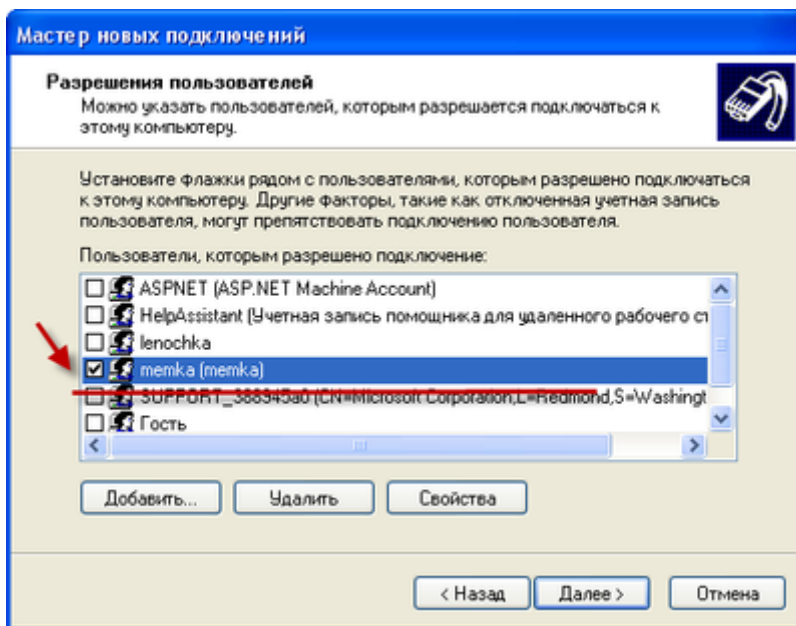 Мастер новых подключений
Разрешения пользователей
Можно указать пользователей, которым разрешается подключаться к
этому компьютеру.
Установите флажки рядом с пользователями, которым разрешено подключаться
к этому компьютеру. Другие факторы, такие как отключенная учетная запись
пользователя, могут препятствовать подключению пользователя.
Пользователи, которым разрешено подключение:
ASPNET (ASP.NET Machine Account)
HelpAssistant (Учетная запись помощника для удаленного рабочего ст
lenochka
memka (memka)
SUPPORT_388945a0 (CN=Microsoft Corporation,L=Redmond,S=Washingt
Гость
Добавить... Удалить Свойства
< Назад Далее > Отмена